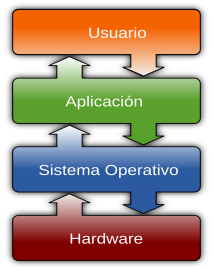 Usuario
Aplicación
Sistema Operativo
Hardware